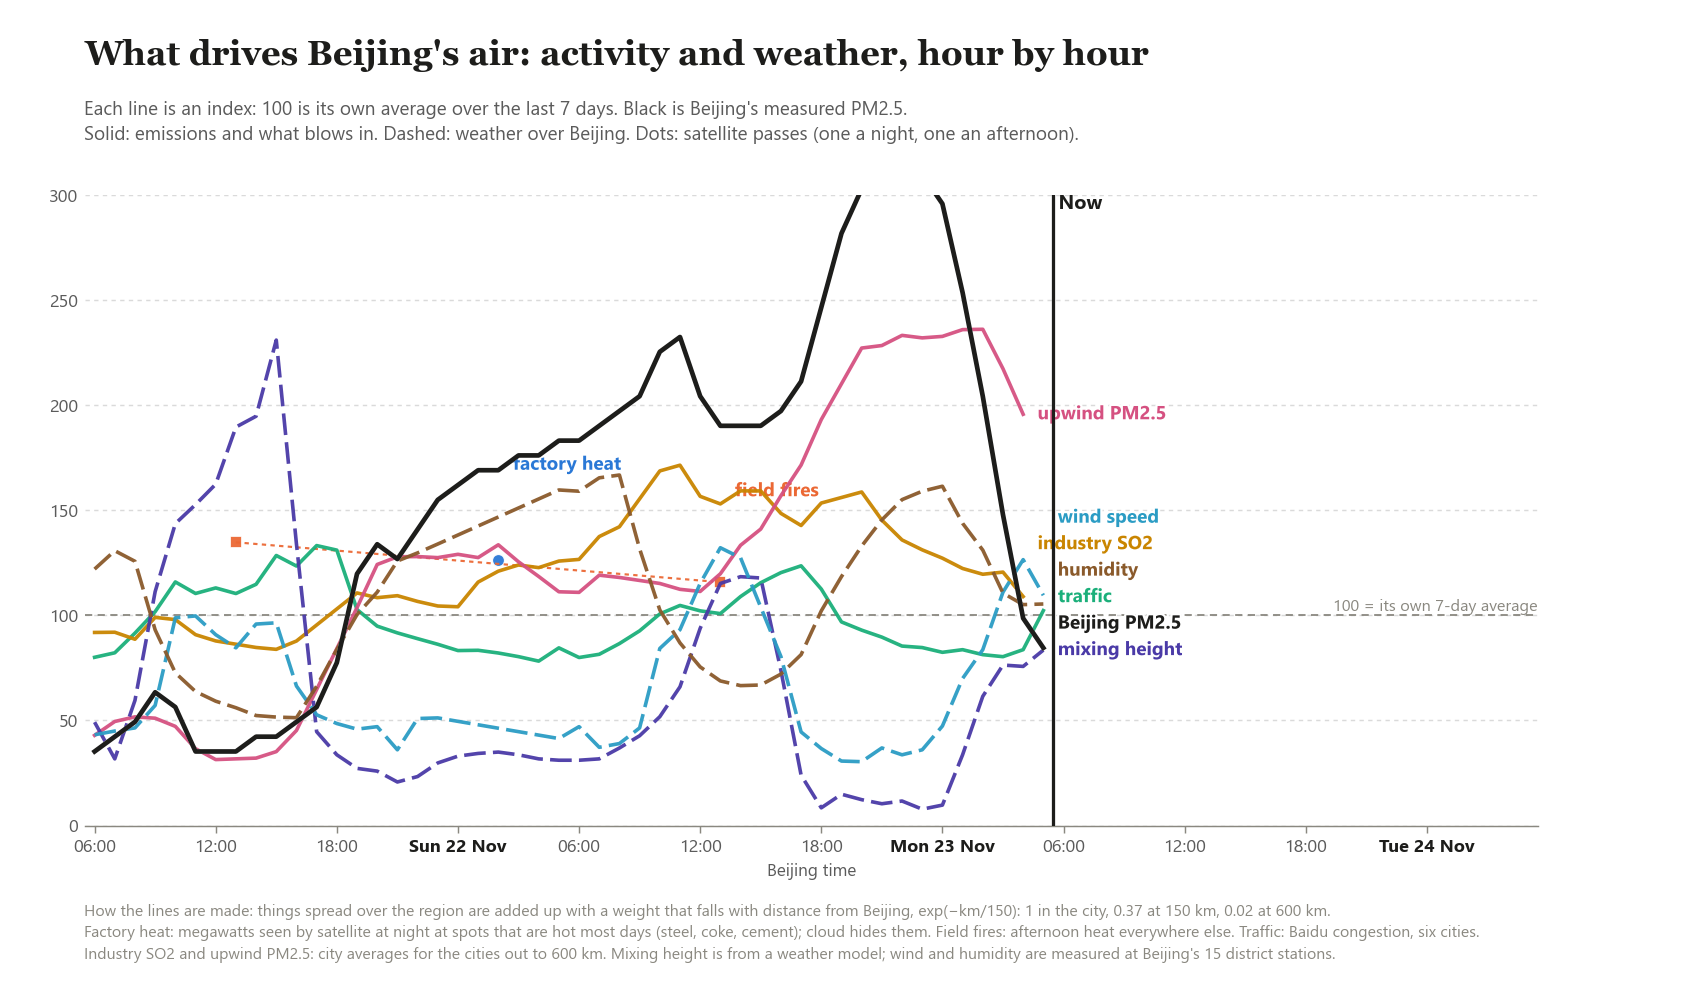 What drives Beijing's air: activity and weather, hour by hour
Each line is an index: 100 is its own average over the last 7 days. Black is Beijing's measured PM2.5.
Solid: emissions and what blows in. Dashed: weather over Beijing. Dots: satellite passes (one a night, one an afternoon).
300
Now
250
200
upwind PM2.5
factory heat
field fires
150
wind speed
industry SO2
humidity
traffic
100 = its own 7-day average
100
Beijing PM2.5
mixing height
50
0
06:00 12:00 18:00 Sun 22 Nov 06:00 12:00 18:00 Mon 23 Nov 06:00 12:00 18:00 Tue 24 Nov
Beijing time
How the lines are made: things spread over the region are added up with a weight that falls with distance from Beijing, exp(−km/150): 1 in the city, 0.37 at 150 km, 0.02 at 600 km.
Factory heat: megawatts seen by satellite at night at spots that are hot most days (steel, coke, cement); cloud hides them. Field fires: afternoon heat everywhere else. Traffic: Baidu congestion, six cities.
Industry SO2 and upwind PM2.5: city averages for the cities out to 600 km. Mixing height is from a weather model; wind and humidity are measured at Beijing's 15 district stations.